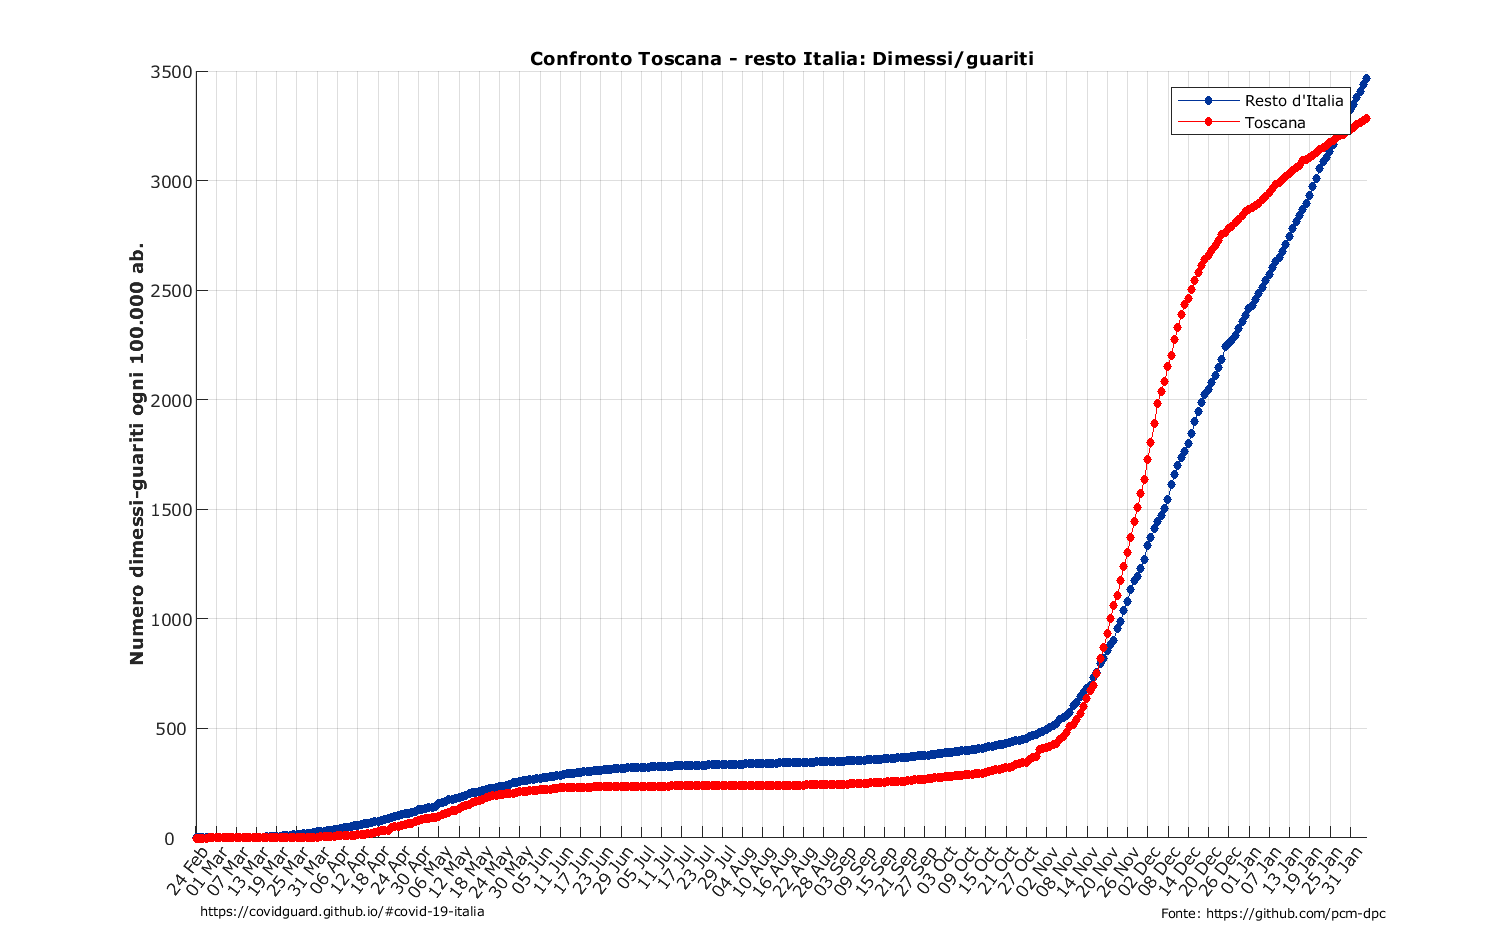 Confronto Toscana - resto Italia: Dimessi/guariti
Numero dimessi-guariti ogni 100.000 ab.
3500
3000
2500
2000
1500
1000
500
0
Resto d'Italia
Toscana
24 Feb
01 Mar
07 Mar
13 Mar
19 Mar
25 Mar
31 Mar
06 Apr
12 Apr
18 Apr
24 Apr
30 Apr
06 May
12 May
18 May
24 May
30 May
05 Jun
11 Jun
17 Jun
23 Jun
29 Jun
05 Jul
11 Jul
17 Jul
23 Jul
29 Jul
04 Aug
10 Aug
16 Aug
22 Aug
28 Aug
03 Sep
09 Sep
15 Sep
21 Sep
27 Sep
03 Oct
09 Oct
15 Oct
21 Oct
27 Oct
02 Nov
08 Nov
14 Nov
20 Nov
26 Nov
02 Dec
08 Dec
14 Dec
20 Dec
26 Dec
01 Jan
07 Jan
13 Jan
19 Jan
25 Jan
31 Jan
https://covidguard.github.io/#covid-19-italia
Fonte: https://github.com/pcm-dpc